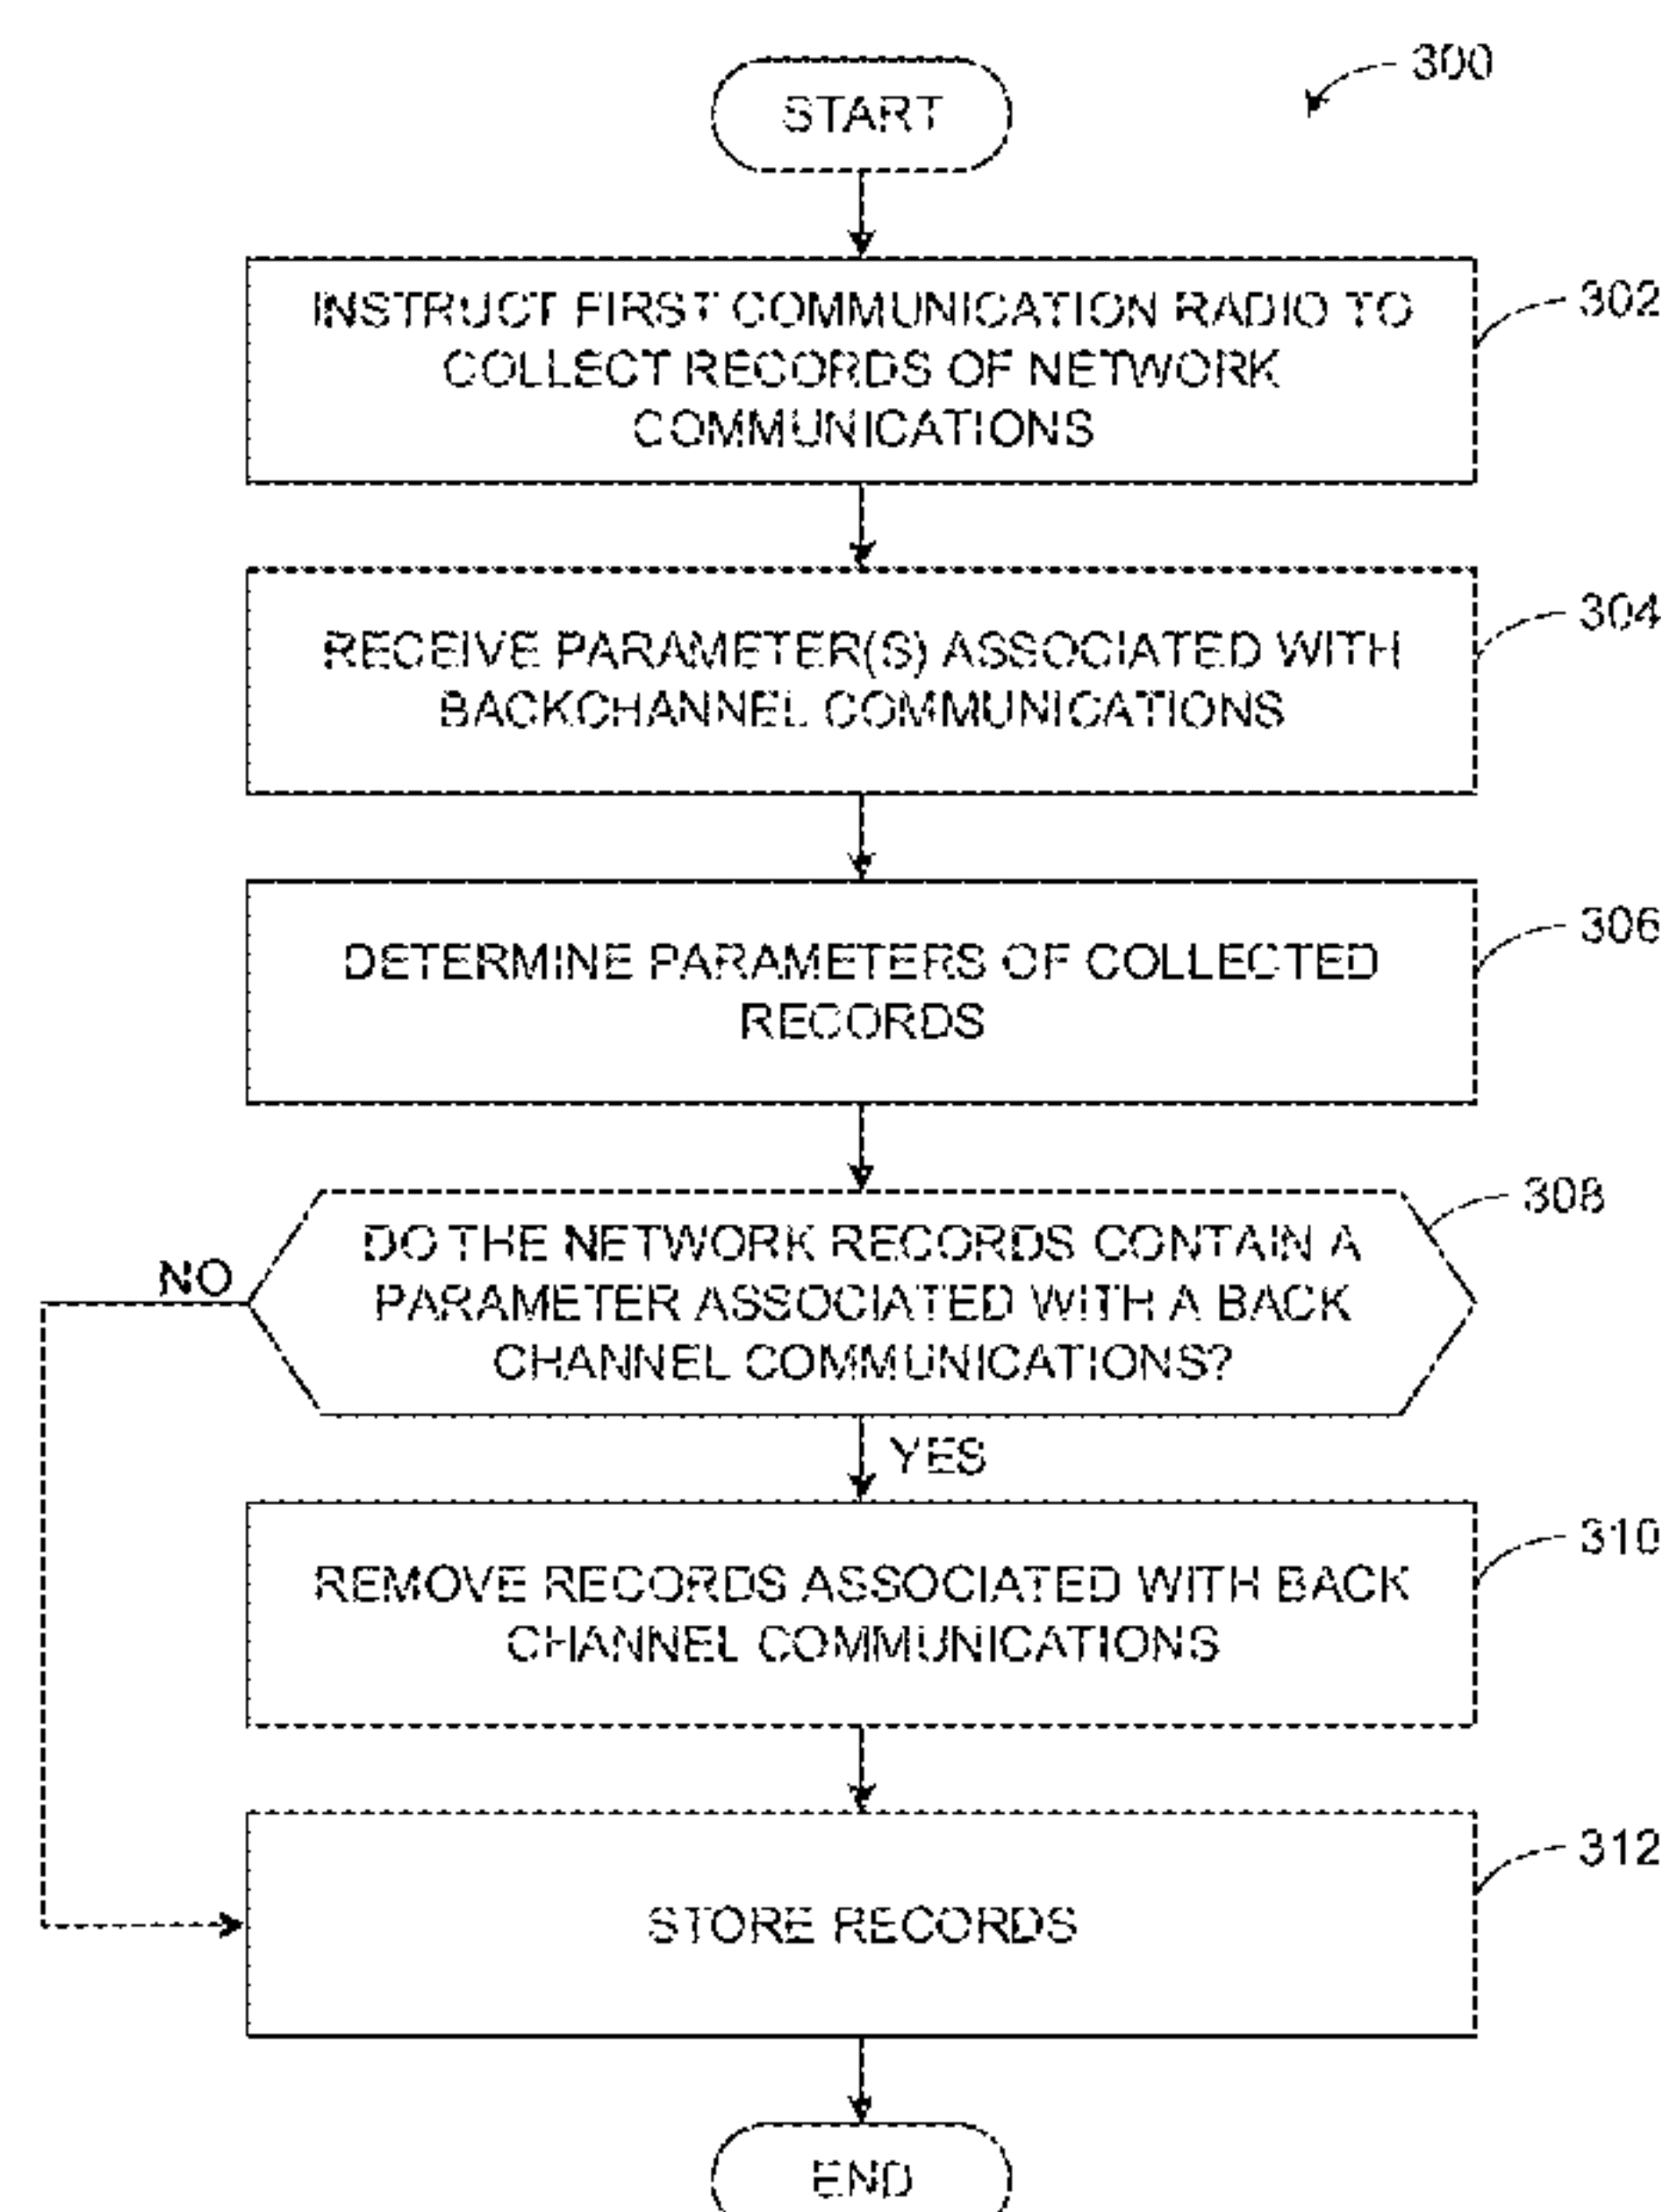 300
START
INSTRUCT FIRST COMMUNICATION RADIO TO
COLLECT RECORDS OF NETWORK
COMMUNICATIONS
302
RECEIVE PARAMETER(S) ASSOCIATED WITH
BACKCHANNEL COMMUNICATIONS
304
DETERMINE PARAMETERS OF COLLECTED
RECORDS
306
DO THE NETWORK RECORDS CONTAIN A
PARAMETER ASSOCIATED WITH A BACK
CHANNEL COMMUNICATIONS?
308
NO
YES
REMOVE RECORDS ASSOCIATED WITH BACK
CHANNEL COMMUNICATIONS
310
STORE RECORDS
312
END